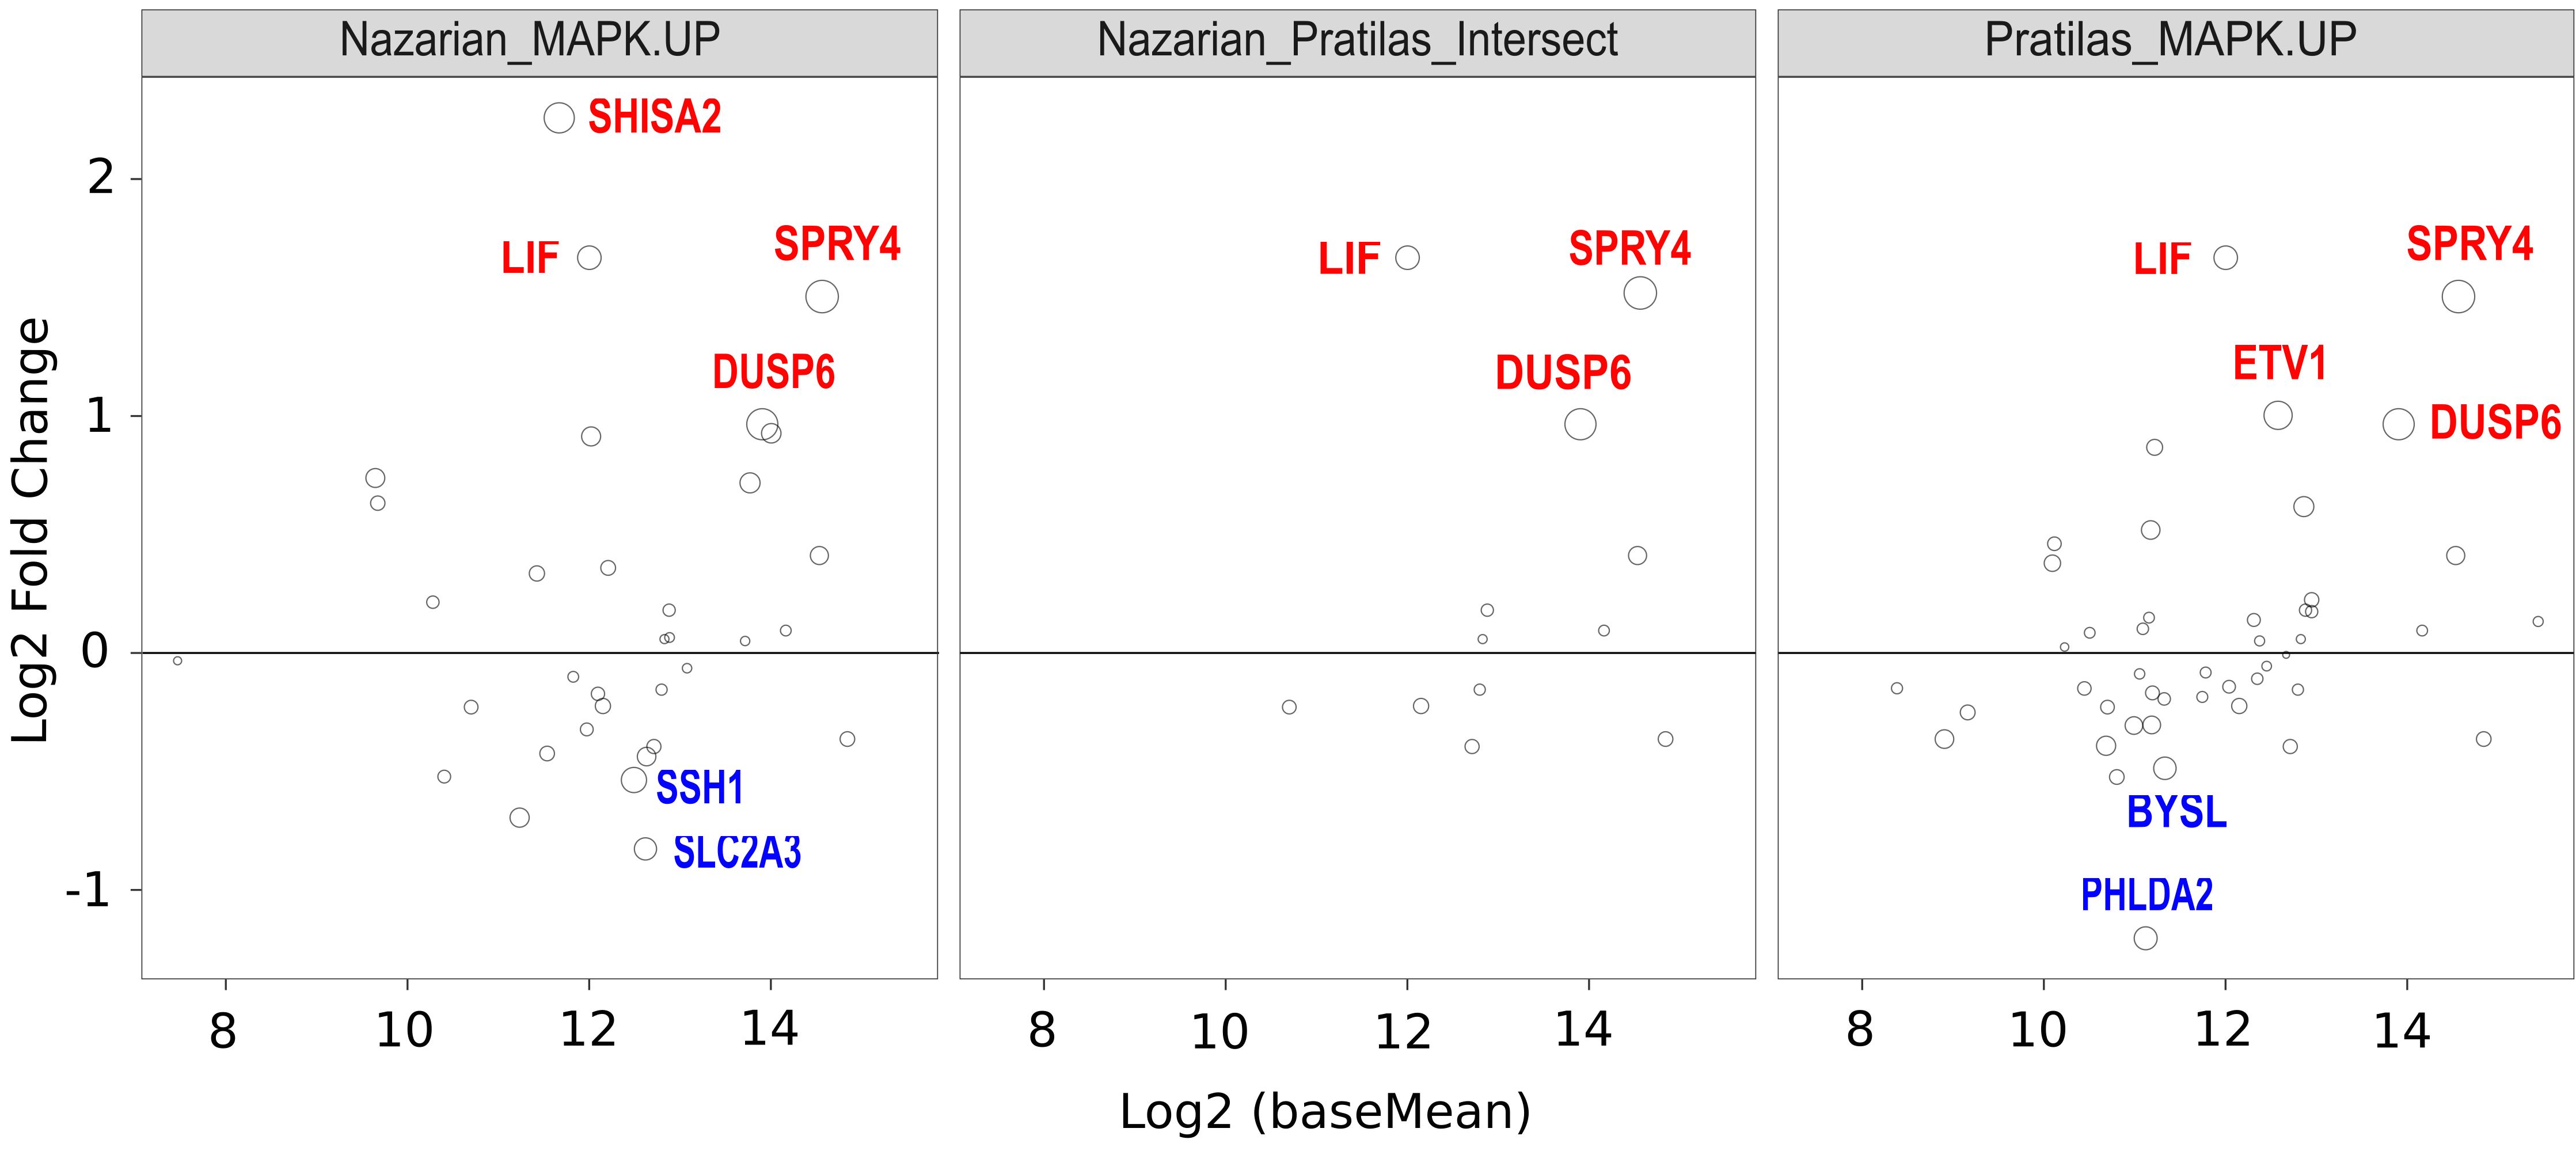 Nazarian_MAPK.UP
Nazarian_Pratilas_Intersect
Pratilas_MAPK.UP
Log2 Fold Change
2
1
0
-1
SHISA2
LIF
SPRY4
DUSP6
SSH1
SLC2A3
LIF
SPRY4
DUSP6
LIF
SPRY4
ETV1
DUSP6
BYSL
PHLDA2
8 10 12 14
8 10 12 14
8 10 12 14
Log2 (baseMean)